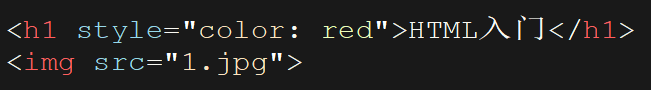 <h1 style="color: red">HTML入门</h1>
<img src="1.jpg">